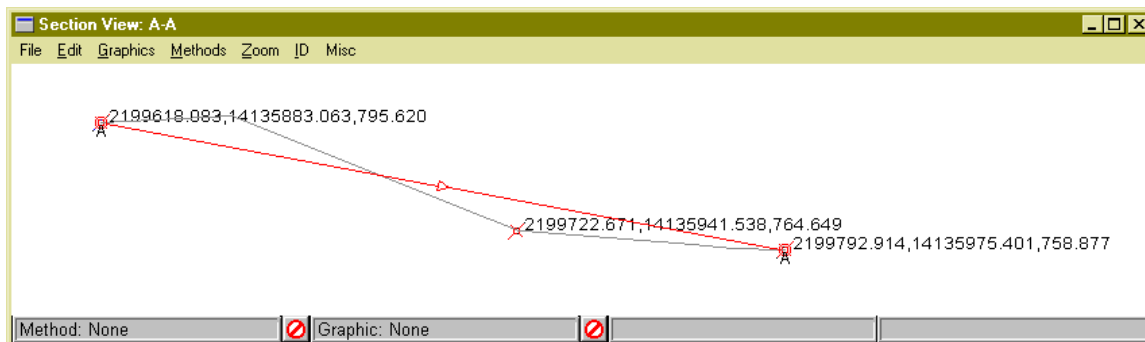 Section View: A-A
File Edit Graphics Methods Zoom ID Misc
2199618.083,14135883.063,795.620
A
2199722.671,14135941.538,764.649
2199792.914,14135975.401,758.877
A
Method: None
Graphic: None